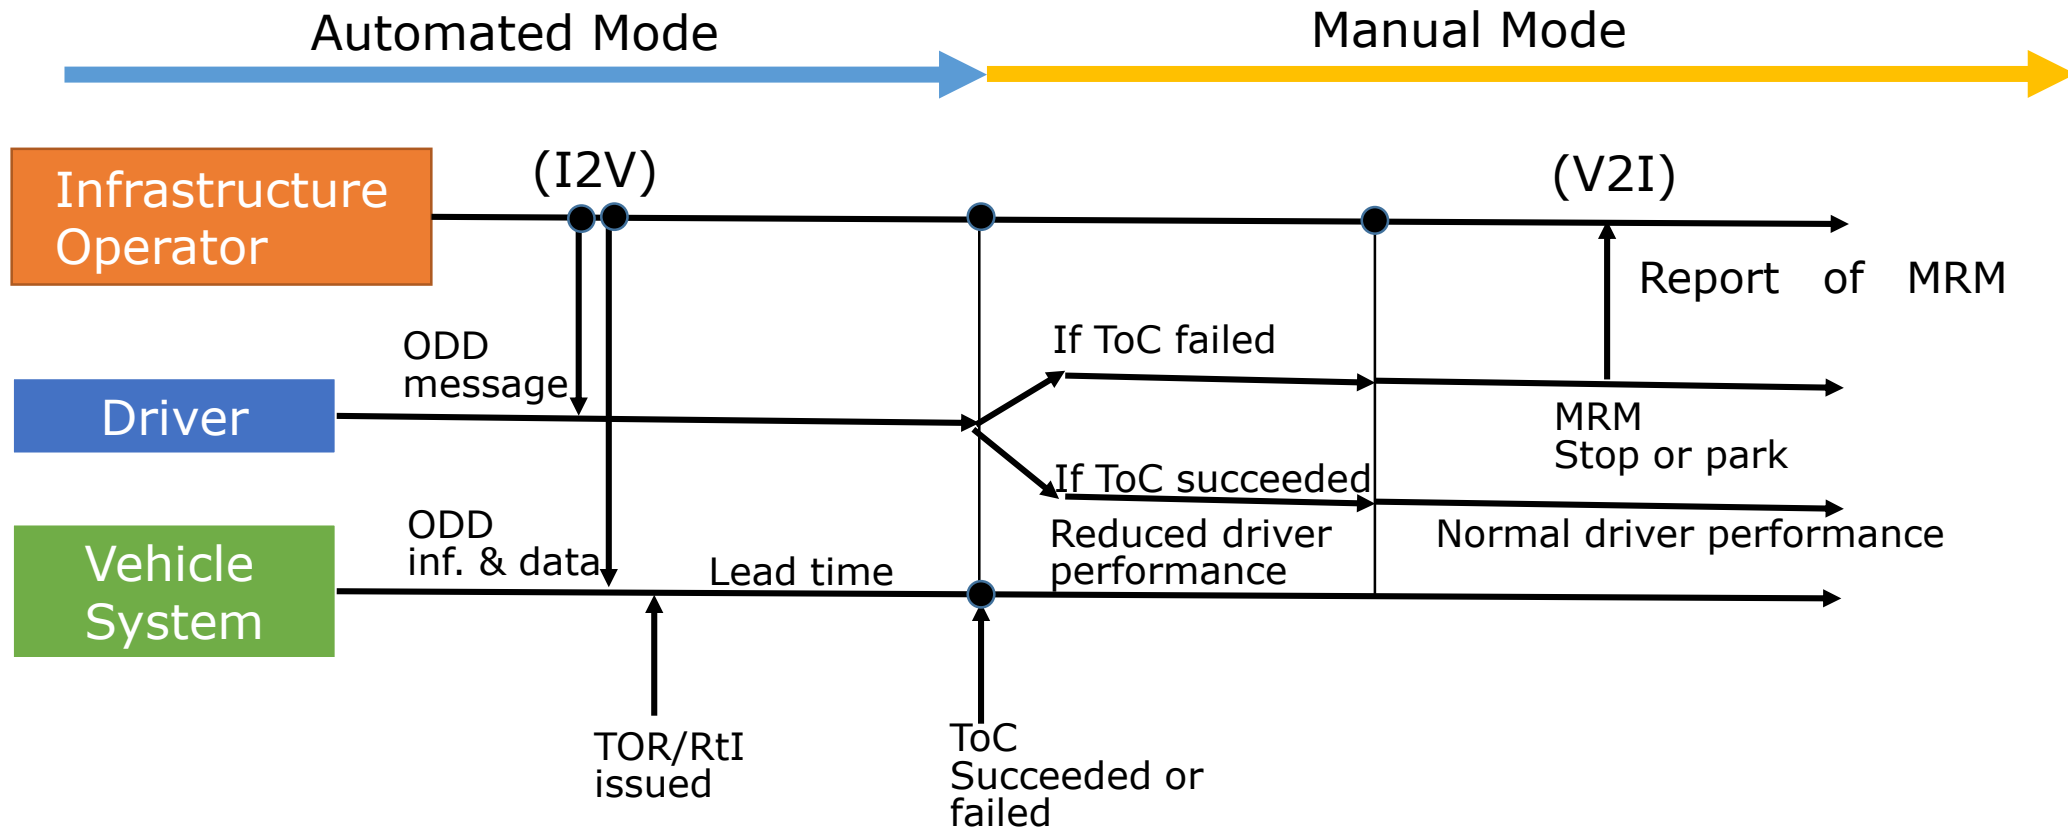 Automated Mode
Manual Mode
Infrastructure
Operator
(I2V)
(V2I)
Report of MRM
ODD
message
If ToC failed
Driver
MRM
Stop or park
If ToC succeeded
ODD
inf. & data
Lead time
Reduced driver
performance
Normal driver performance
Vehicle
System
TOR/RtI
issued
ToC
Succeeded or
failed